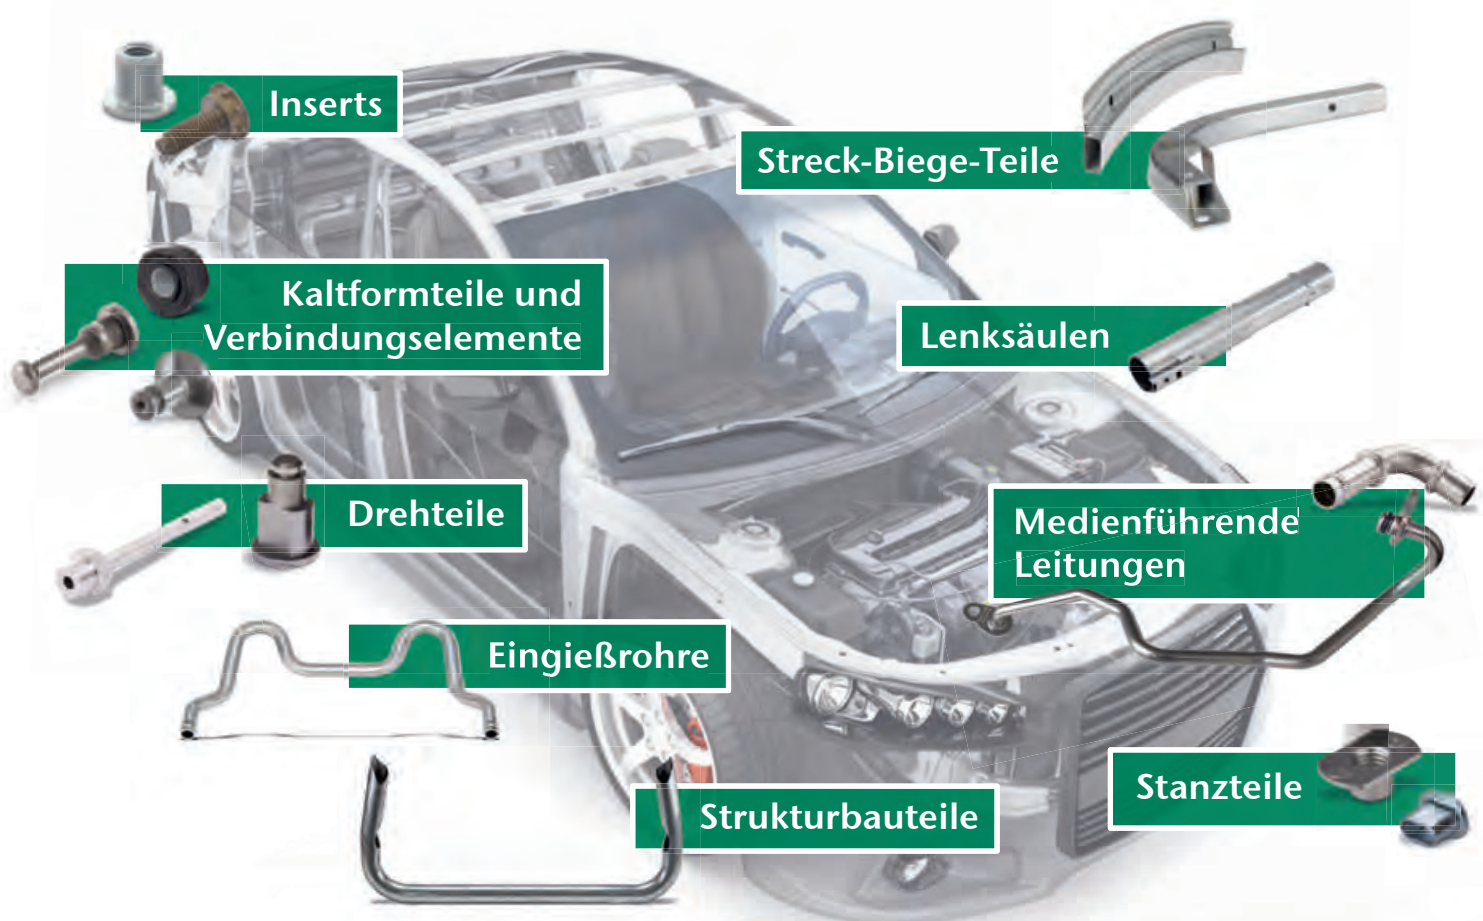 Inserts
Streck-Biege-Teile
Kaltformteile und
Verbindungselemente
Lenksäulen
Drehteile
Medienführende
Leitungen
Eingießrohre
Stanzteile
Strukturbauteile